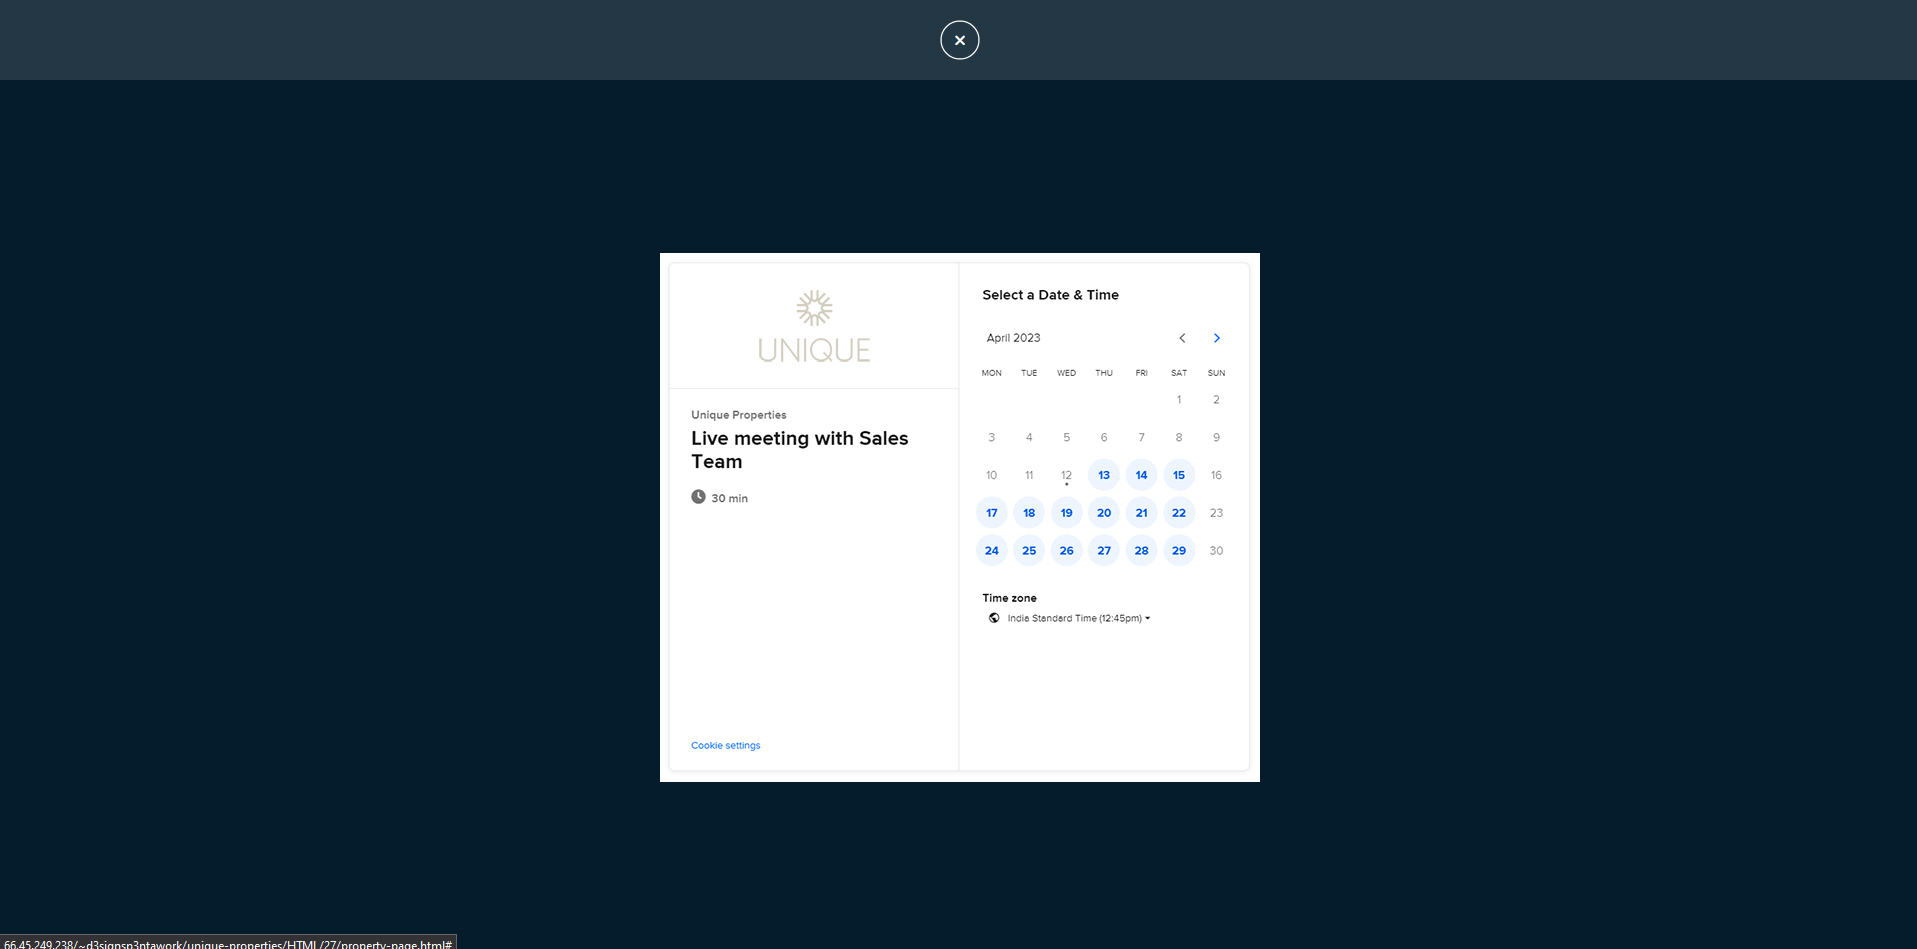 UNIQUE
Unique Properties
Live meeting with Sales
Team
30 min
Cookie settings
Select a Date & Time
April 2023
MON TUE WED THU FRI SAT SUN
1 2
3 4 5 6 7 8 9
10 11 12 13 14 15 16
17 18 19 20 21 22 23
24 25 26 27 28 29 30
Time zone
India Standard Time (12:45pm)
66.45.249.238/~d3signsp3ntawork/unique-properties/HTML/27/property-page.html#